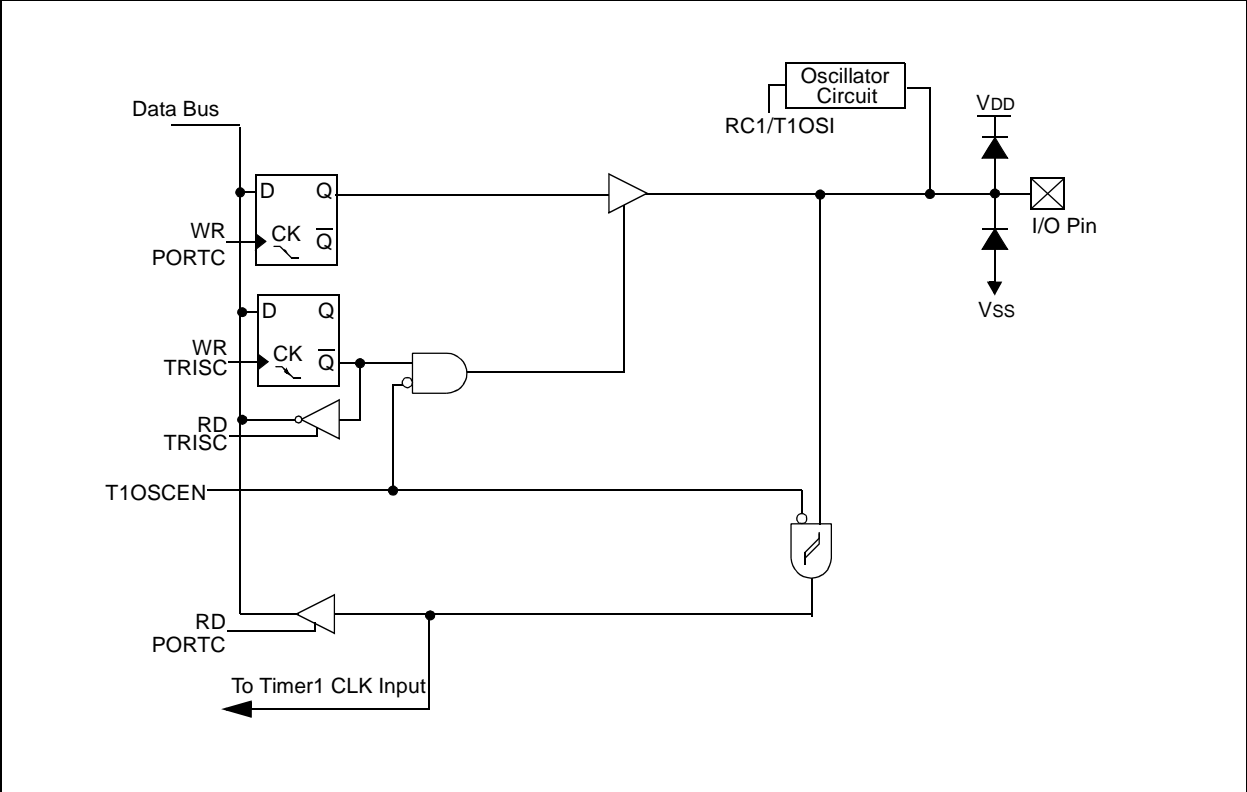 Oscillator
Circuit
RC1/T1OSI
Data Bus
VDD
D Q
WR
PORTC
CK Q̅
I/O Pin
D Q
VSS
WR
TRISC
CK Q̅
RD
TRISC
T1OSCEN
RD
PORTC
To Timer1 CLK Input